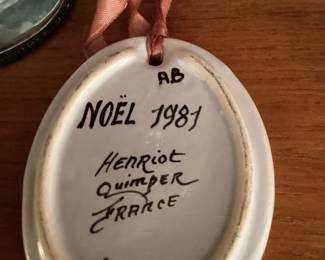 AB
NOËL 1981
HENRIOT
QUIMPER
FRANCE